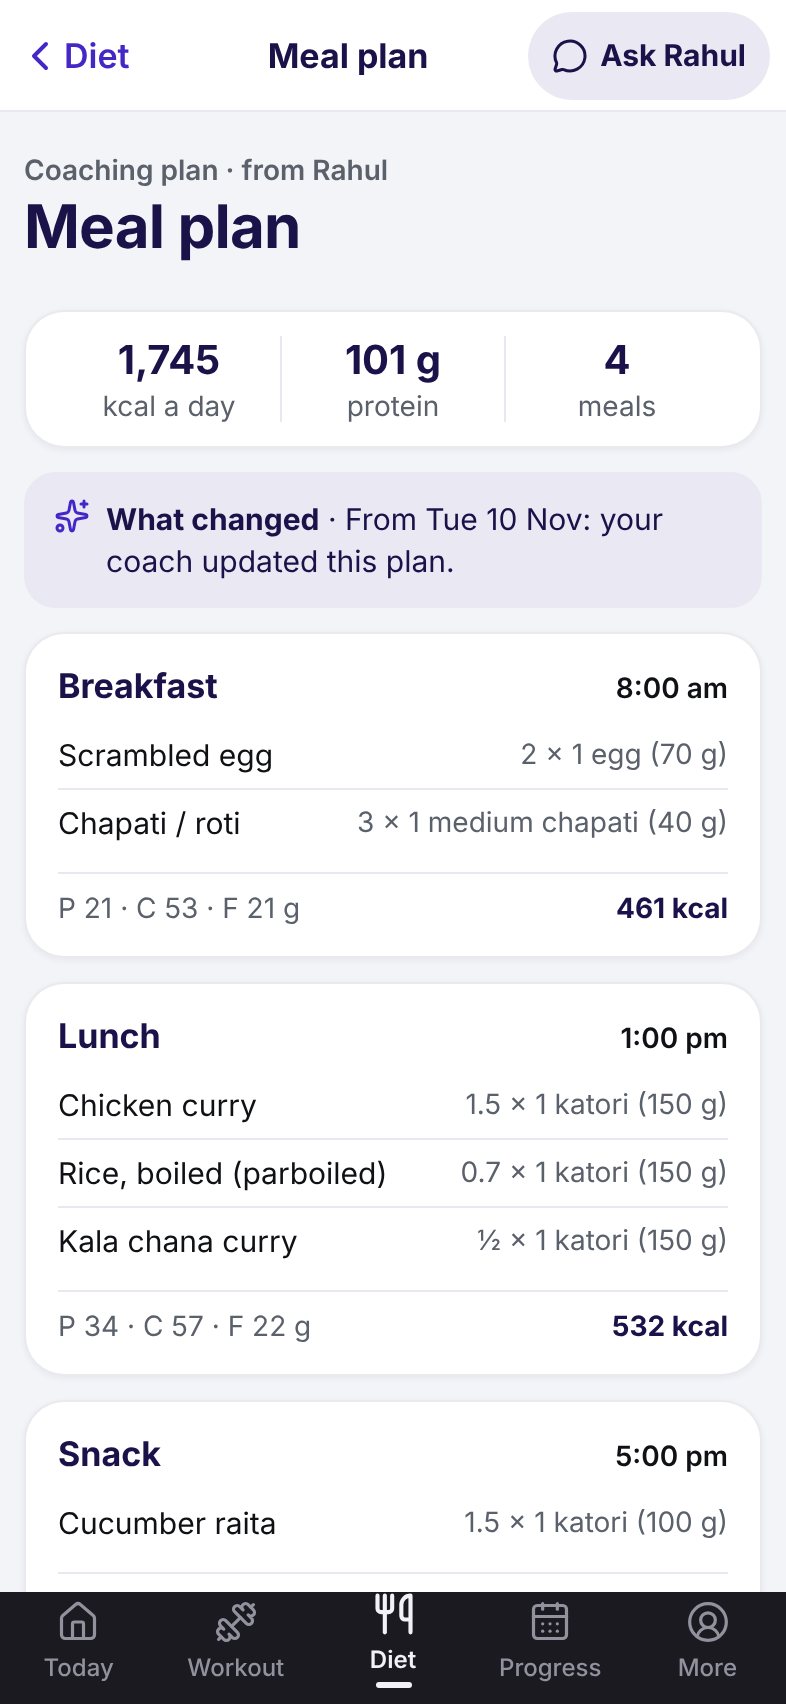 Diet
Meal plan
Ask Rahul
Coaching plan · from Rahul
Meal plan
1,745
kcal a day
101 g
protein
4
meals
What changed · From Tue 10 Nov: your
coach updated this plan.
Breakfast
8:00 am
Scrambled egg
2 × 1 egg (70 g)
Chapati / roti
3 × 1 medium chapati (40 g)
P 21 · C 53 · F 21 g
461 kcal
Lunch
1:00 pm
Chicken curry
1.5 × 1 katori (150 g)
Rice, boiled (parboiled)
0.7 × 1 katori (150 g)
Kala chana curry
½ × 1 katori (150 g)
P 34 · C 57 · F 22 g
532 kcal
Snack
5:00 pm
Cucumber raita
1.5 × 1 katori (100 g)
Today
Workout
Diet
Progress
More